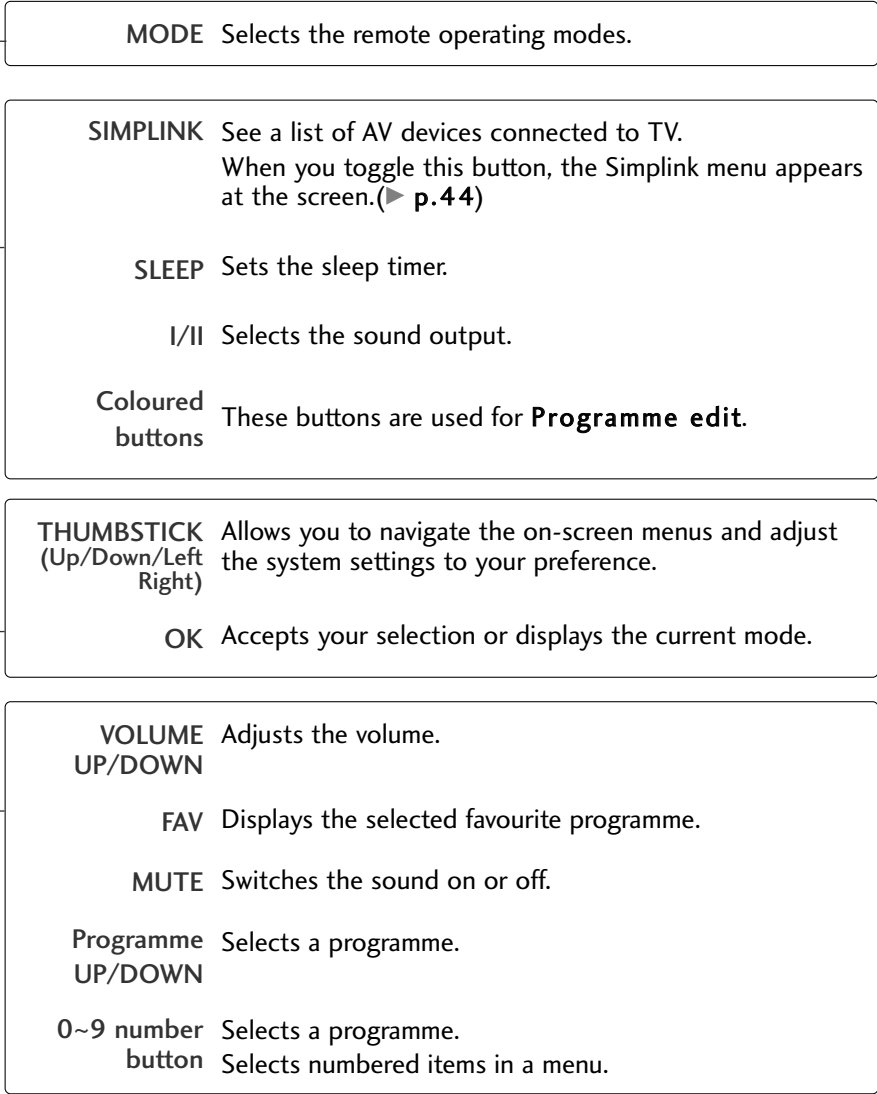 MODE Selects the remote operating modes.
SIMPLINK See a list of AV devices connected to TV.
When you toggle this button, the Simplink menu appears
at the screen.(► p.44)
SLEEP Sets the sleep timer.
I/II Selects the sound output.
Coloured
buttons These buttons are used for Programme edit.
THUMBSTICK Allows you to navigate the on-screen menus and adjust
(Up/Down/Left the system settings to your preference.
Right)
OK Accepts your selection or displays the current mode.
VOLUME Adjusts the volume.
UP/DOWN
FAV Displays the selected favourite programme.
MUTE Switches the sound on or off.
Programme Selects a programme.
UP/DOWN
0~9 number Selects a programme.
button Selects numbered items in a menu.